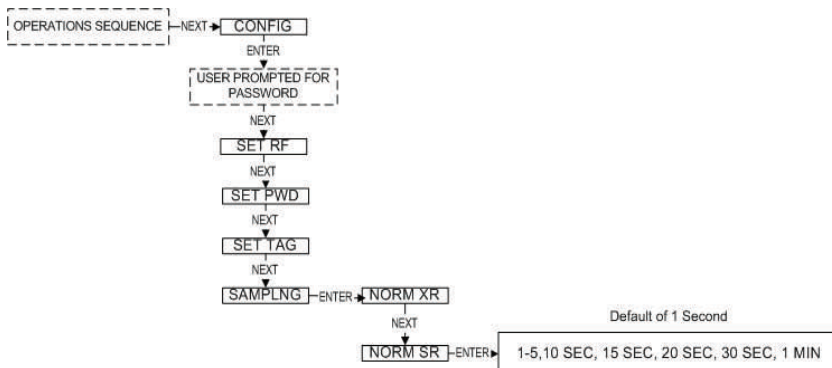 OPERATIONS SEQUENCE
NEXT
CONFIG
ENTER
USER PROMPTED FOR
PASSWORD
NEXT
SET RF
NEXT
SET PWD
NEXT
SET TAG
NEXT
SAMPLNG
ENTER
NORM XR
NEXT
NORM SR
ENTER
Default of 1 Second
1-5,10 SEC, 15 SEC, 20 SEC, 30 SEC, 1 MIN